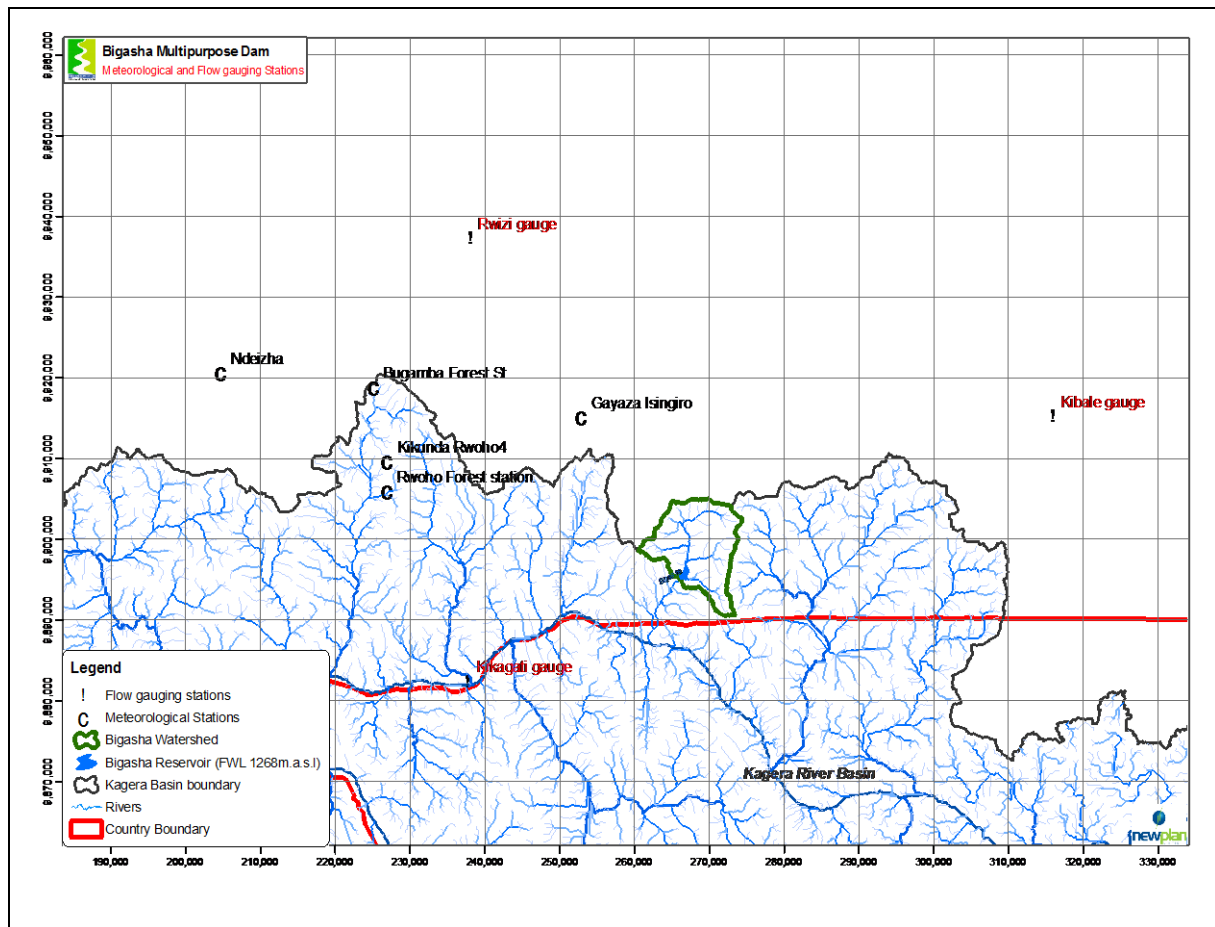 Bigasha Multipurpose Dam
Meteorological and Flow gauging Stations
Rwizi gauge
Ndeizha
Bugamba Forest St
Gayaza Isingiro
Kibale gauge
Kikunda Rwoho4
Rwoho Forest station
Kikagati gauge
Kagera River Basin
Legend
! Flow gauging stations
C Meteorological Stations
Bigasha Watershed
Bigasha Reservoir (FWL 1268m.a.s.l)
Kagera Basin boundary
Rivers
Country Boundary
newplan
190,000 200,000 210,000 220,000 230,000 240,000 250,000 260,000 270,000 280,000 290,000 300,000 310,000 320,000 330,000